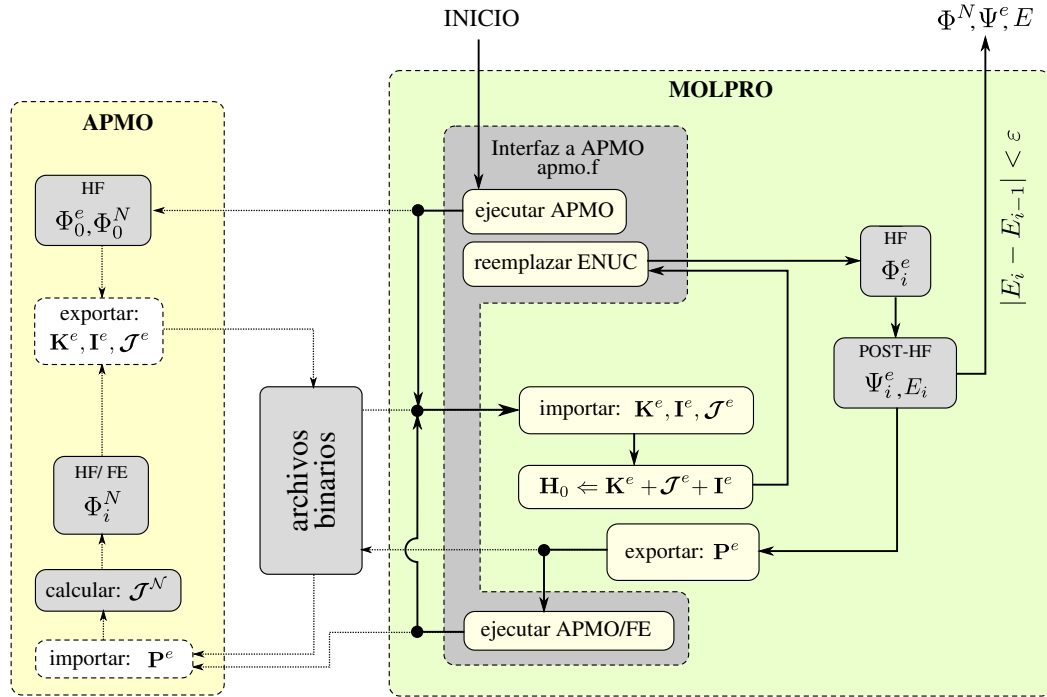 INICIO
Φ^N, Ψ^e, E
MOLPRO
APMO
Interfaz a APMO
apmo.f
|E_i − E_{i−1}| < ε
HF
Φ_0^e, Φ_0^N
ejecutar APMO
reemplazar ENUC
HF
Φ_i^e
exportar:
K^e, I^e, 𝒥^e
POST-HF
Ψ_i^e, E_i
archivos
binarios
importar: K^e, I^e, 𝒥^e
HF/ FE
Φ_i^N
H_0 ⇐ K^e + 𝒥^e + I^e
exportar: P^e
calcular: 𝒥^N
ejecutar APMO/FE
importar: P^e